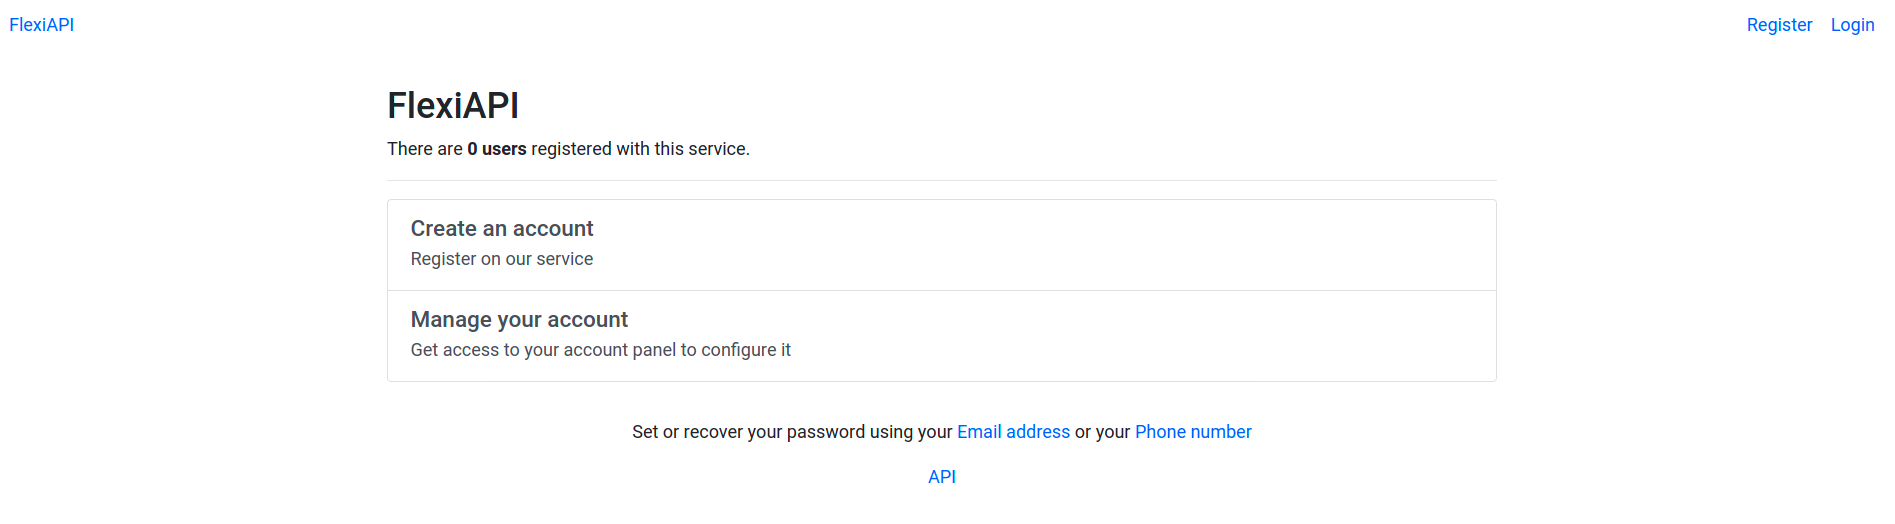 FlexiAPI Register Login
FlexiAPI
There are 0 users registered with this service.
Create an account
Register on our service
Manage your account
Get access to your account panel to configure it
Set or recover your password using your Email address or your Phone number
API